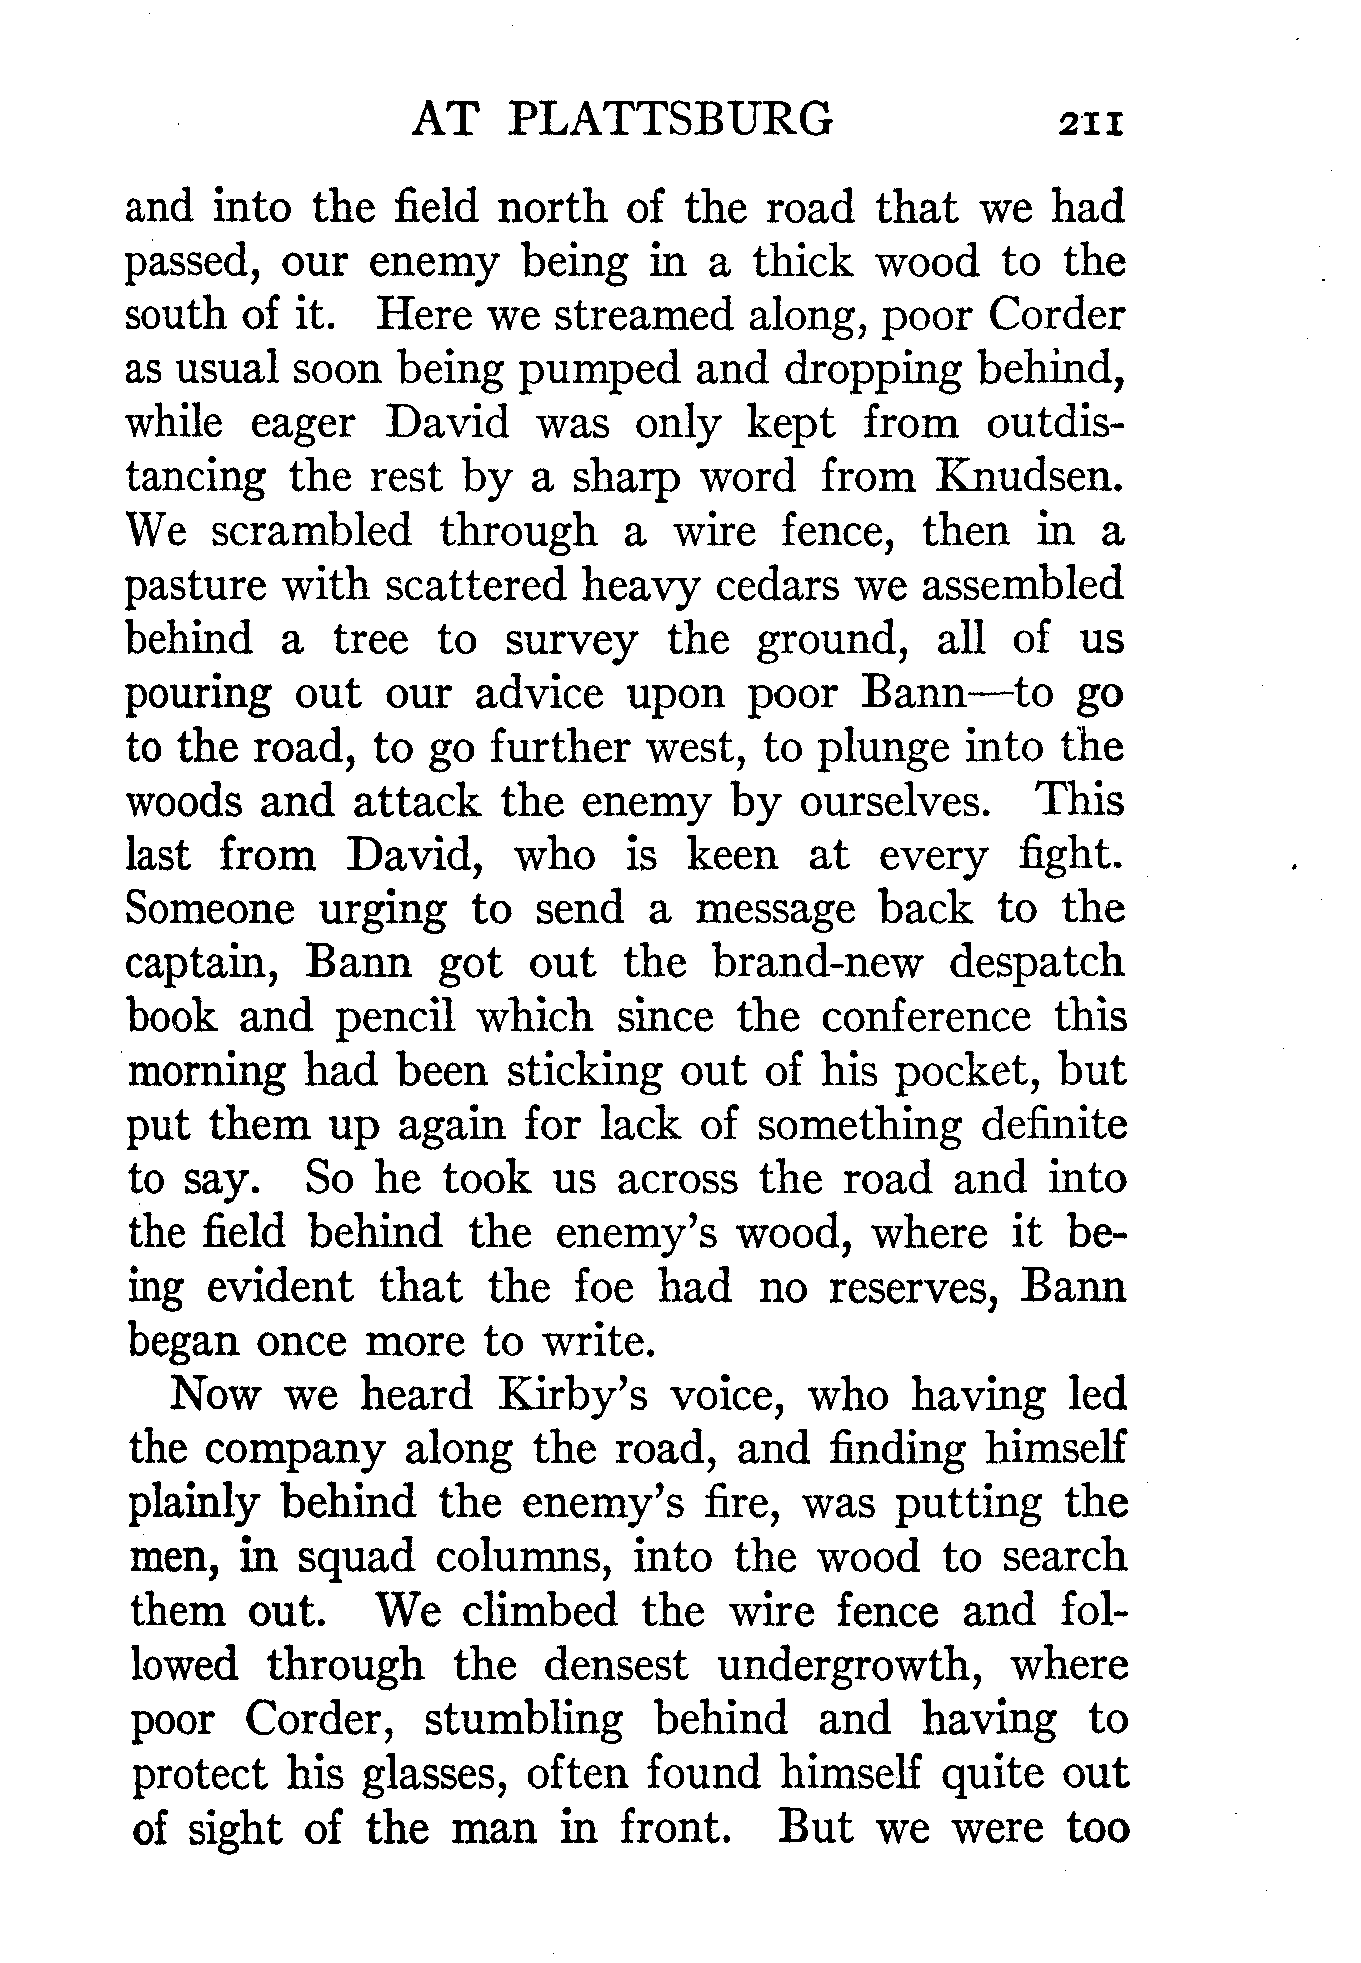 AT PLATTSBURG 211
and into the field north of the road that we had
passed, our enemy being in a thick wood to the
south of it. Here we streamed along, poor Corder
as usual soon being pumped and dropping behind,
while eager David was only kept from outdis-
tancing the rest by a sharp word from Knudsen.
We scrambled through a wire fence, then in a
pasture with scattered heavy cedars we assembled
behind a tree to survey the ground, all of us
pouring out our advice upon poor Bann—to go
to the road, to go further west, to plunge into the
woods and attack the enemy by ourselves. This
last from David, who is keen at every fight.
Someone urging to send a message back to the
captain, Bann got out the brand-new despatch
book and pencil which since the conference this
morning had been sticking out of his pocket, but
put them up again for lack of something definite
to say. So he took us across the road and into
the field behind the enemy's wood, where it be-
ing evident that the foe had no reserves, Bann
began once more to write.
Now we heard Kirby's voice, who having led
the company along the road, and finding himself
plainly behind the enemy's fire, was putting the
men, in squad columns, into the wood to search
them out. We climbed the wire fence and fol-
lowed through the densest undergrowth, where
poor Corder, stumbling behind and having to
protect his glasses, often found himself quite out
of sight of the man in front. But we were too